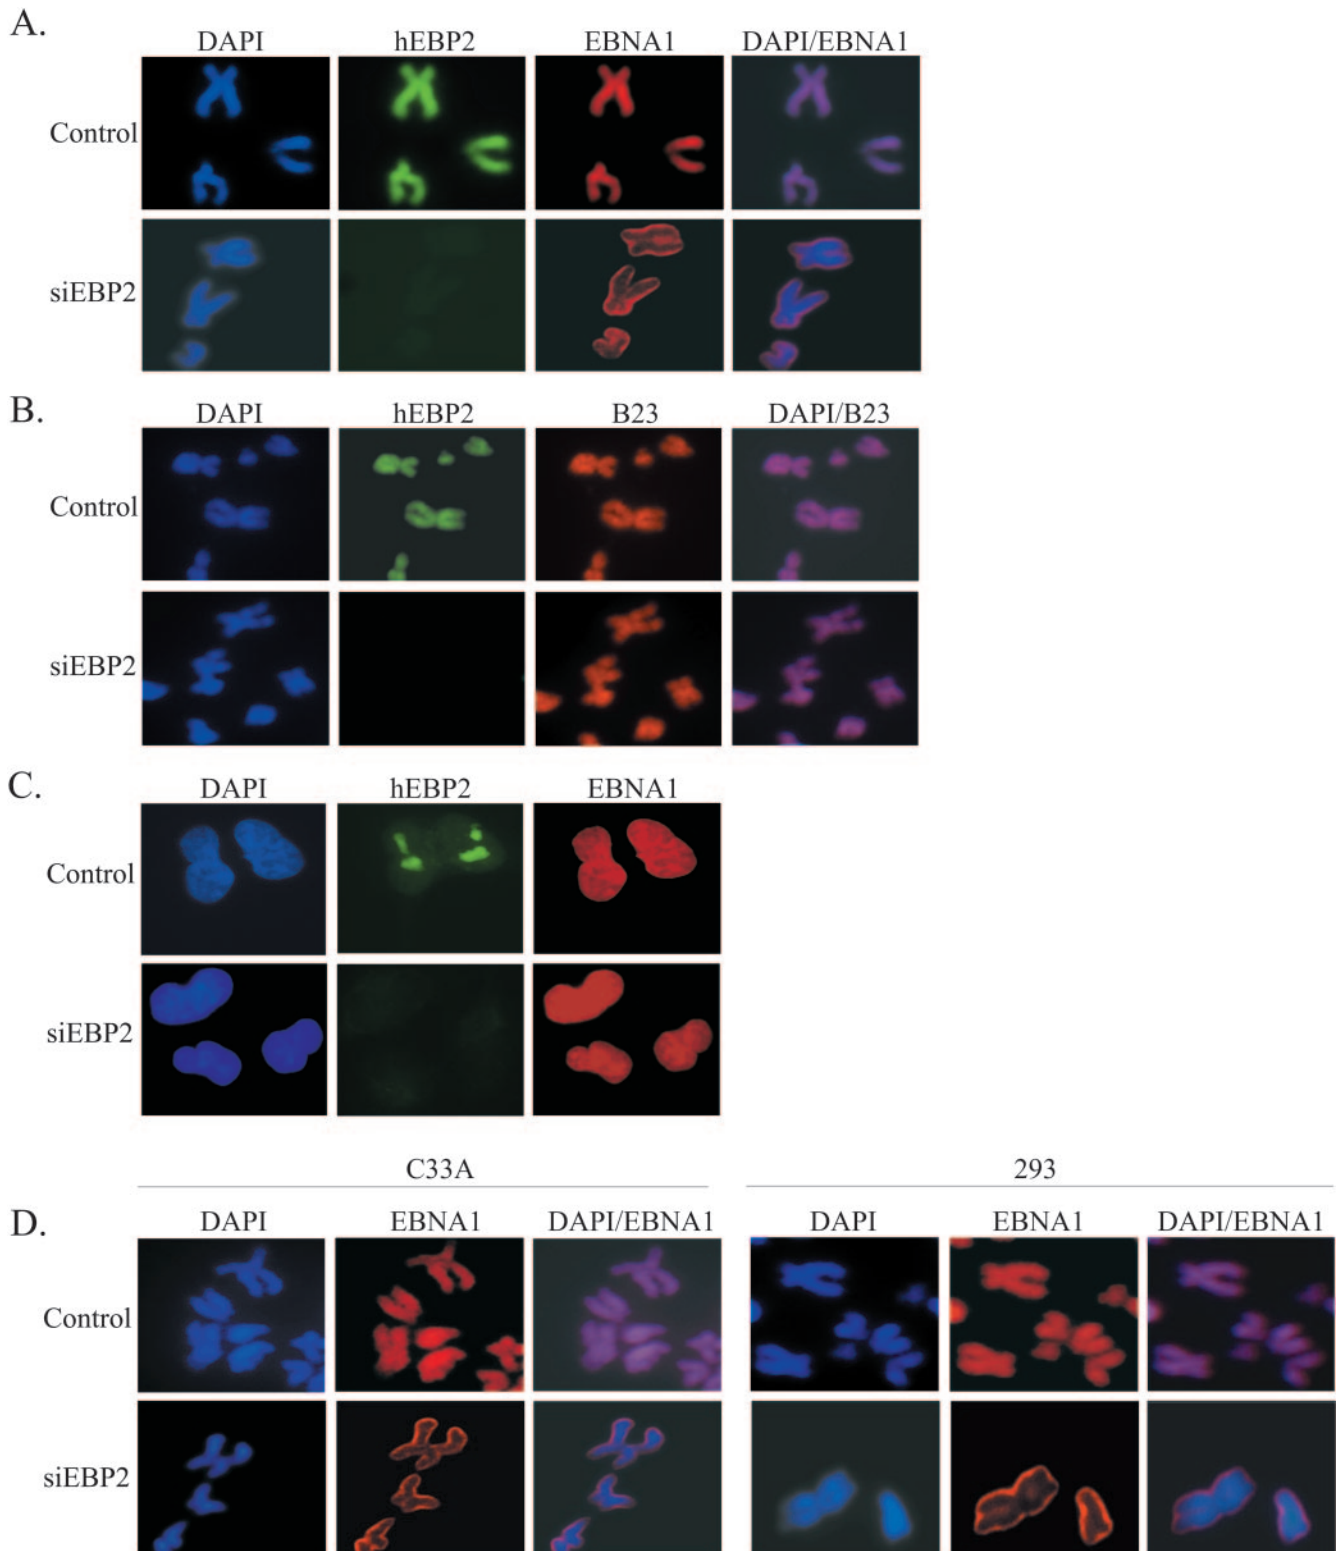 A.
DAPI hEBP2 EBNA1 DAPI/EBNA1
Control
siEBP2
B.
DAPI hEBP2 B23 DAPI/B23
Control
siEBP2
C.
DAPI hEBP2 EBNA1
Control
siEBP2
C33A 293
D.
DAPI EBNA1 DAPI/EBNA1 DAPI EBNA1 DAPI/EBNA1
Control
siEBP2